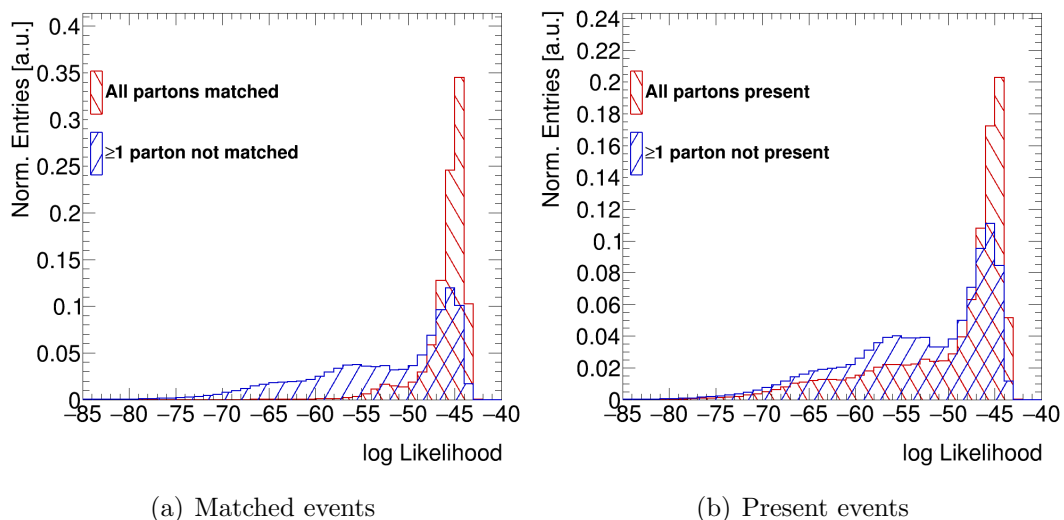 Norm. Entries [a.u.]
0.4
0.35
0.3
0.25
0.2
0.15
0.1
0.05
0
All partons matched
≥1 parton not matched
−85 −80 −75 −70 −65 −60 −55 −50 −45 −40
log Likelihood
(a) Matched events
Norm. Entries [a.u.]
0.24
0.22
0.2
0.18
0.16
0.14
0.12
0.1
0.08
0.06
0.04
0.02
0
All partons present
≥1 parton not present
−85 −80 −75 −70 −65 −60 −55 −50 −45 −40
log Likelihood
(b) Present events